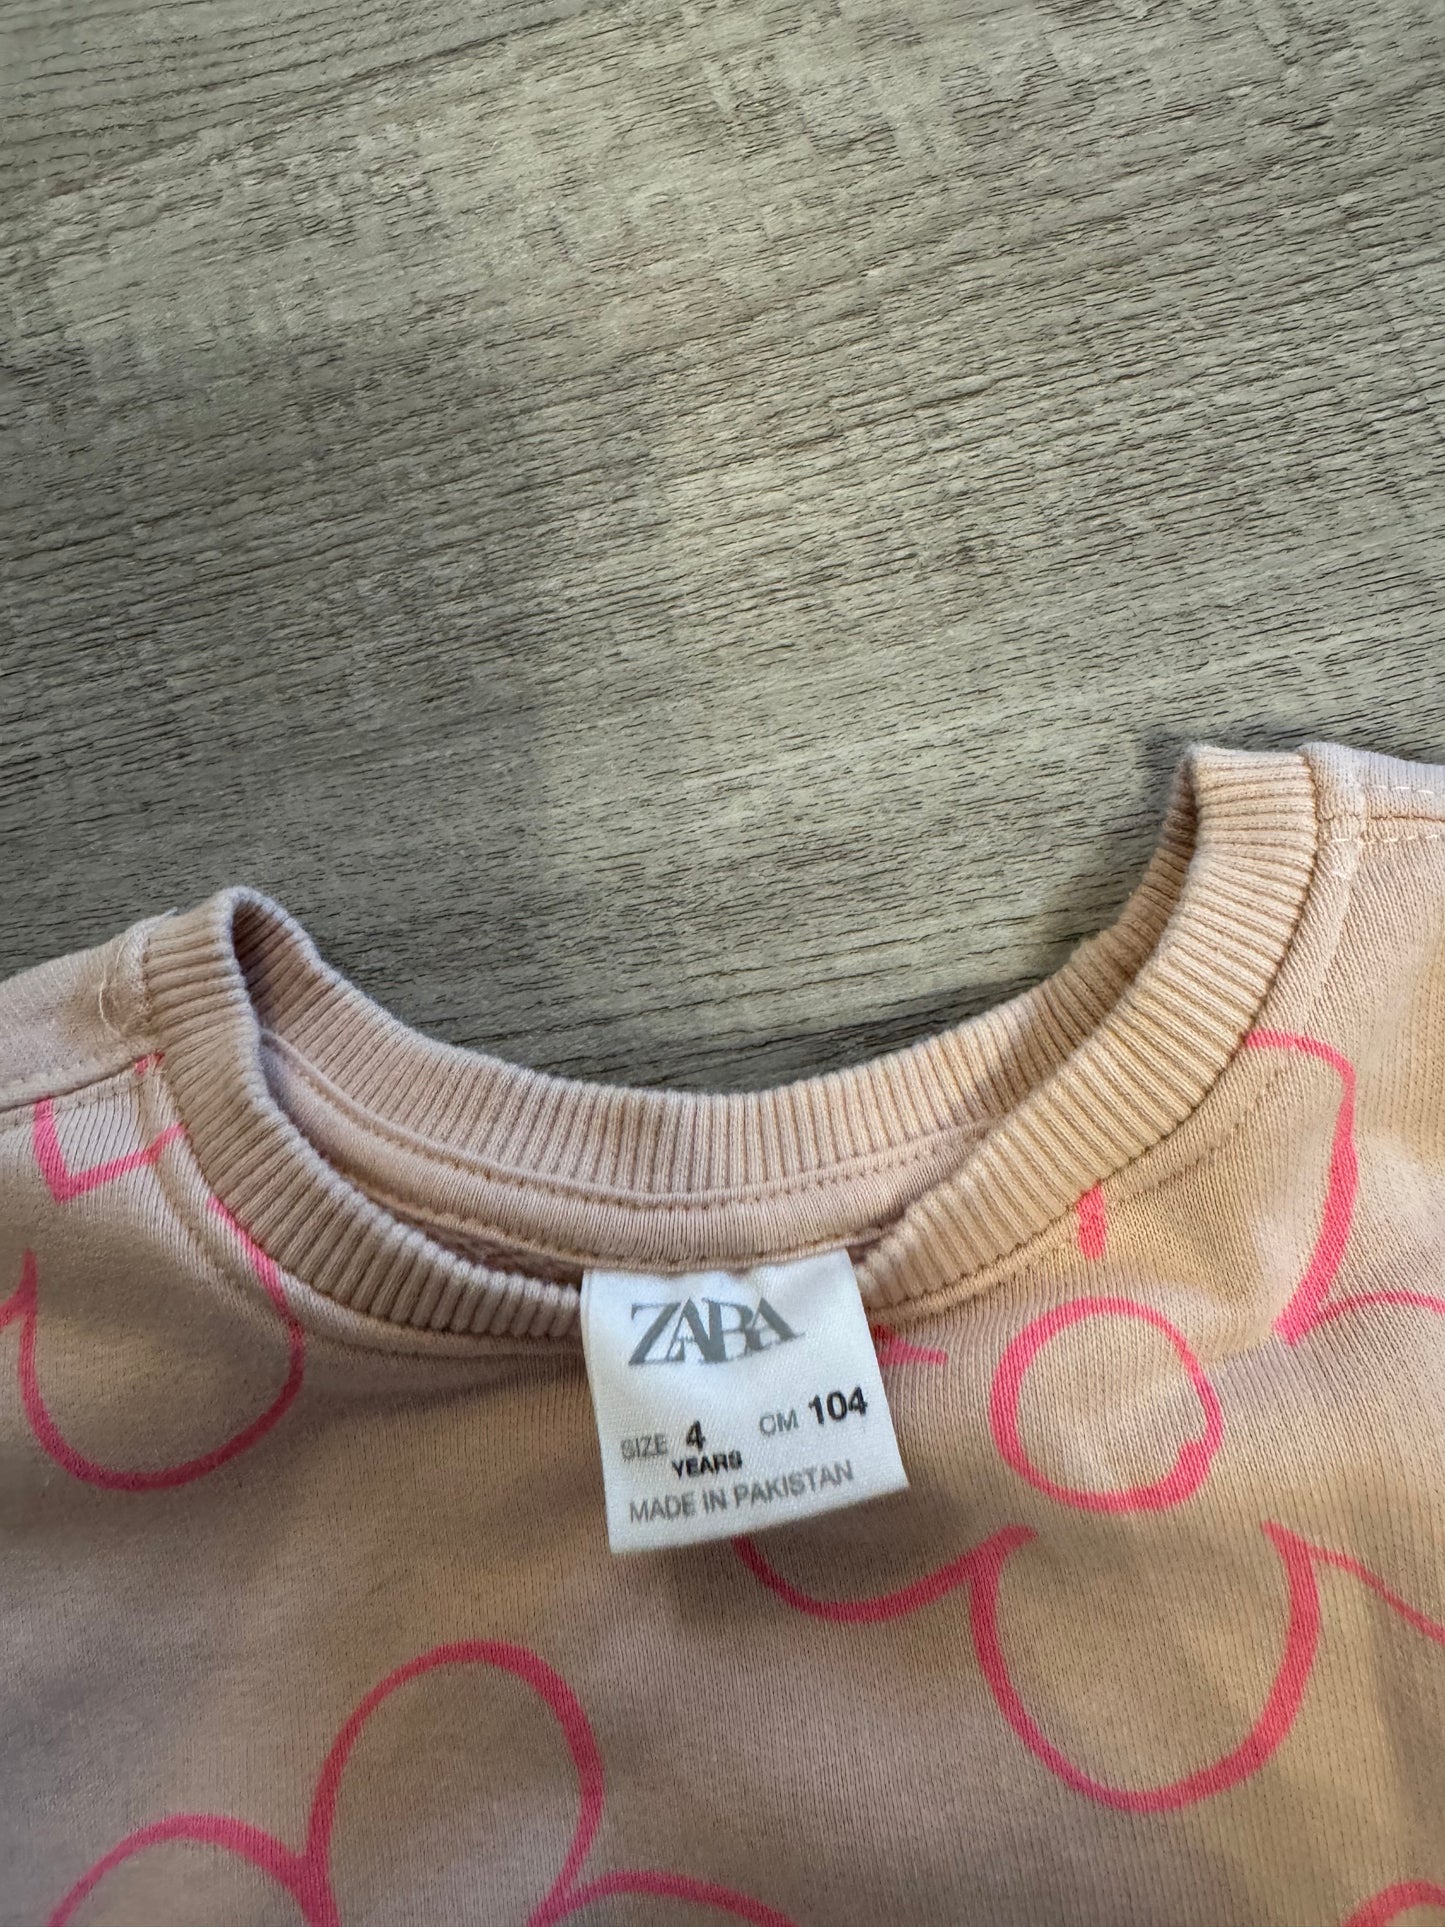 ZARA
SIZE 4 CM 104
YEARS
MADE IN PAKISTAN